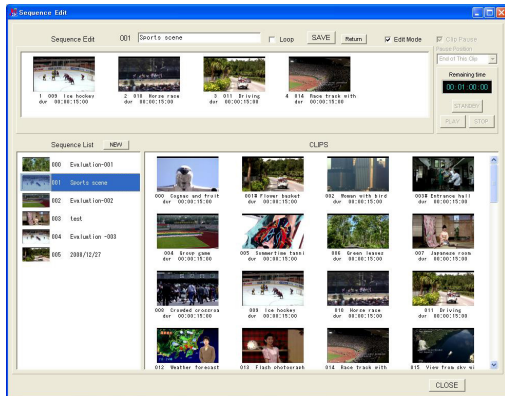 Sequence Edit
Sequence Edit 001 Sports scene Loop SAVE Return Edit Mode Clip Pause
Pause Position
End of This Clip
Remaining time
00:01:00:00
STANDBY
PLAY STOP
1 009 Ice hockey 2 010 Horse race 3 011 Driving 4 014 Race track with
dur 00:00:15:00 dur 00:00:15:00 dur 00:00:15:00 dur 00:00:15:00
Sequence List NEW
000 Evaluation-001
001 Sports scene
002 Evaluation-002
003 test
004 Evaluation -003
005 2008/12/27
CLIPS
000 Cognac and fruit 001# Flower basket 002 Woman with bird 003# Entrance hall
dur 00:00:15:00 dur 00:00:15:00 dur 00:00:15:00 dur 00:00:15:00
004 Group game 005 Summertime tanni 006 Green leaves 007 Japanese room
dur 00:00:15:00 dur 00:00:15:00 dur 00:00:15:00 dur 00:00:15:00
008 Crowded crossroa 009 Ice hockey 010 Horse race 011 Driving
dur 00:00:15:00 dur 00:00:15:00 dur 00:00:15:00 dur 00:00:15:00
012 Weather forecast 013 Flash photograph 014 Race track with 015 View from sky wi
CLOSE